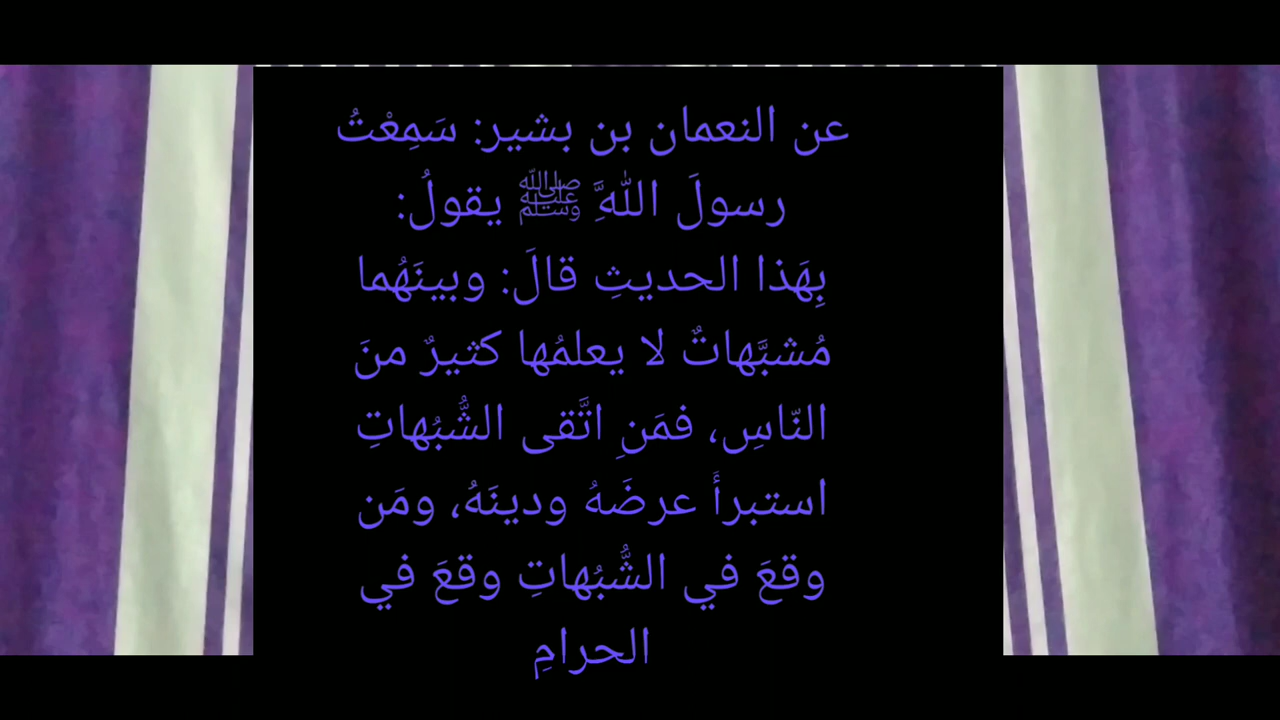 عن النعمان بن بشير: سَمِعْتُ
رسولَ اللَّهِ ﷺ يقولُ:
بِهَذا الحديثِ قالَ: وبينَهُما
مُشبَّهاتٌ لا يعلمُها كثيرٌ منَ
النّاسِ، فمَنِ اتَّقى الشُّبُهاتِ
استبرأَ عرضَهُ ودينَهُ، ومَن
وقعَ في الشُّبُهاتِ وقعَ في
الحرامِ